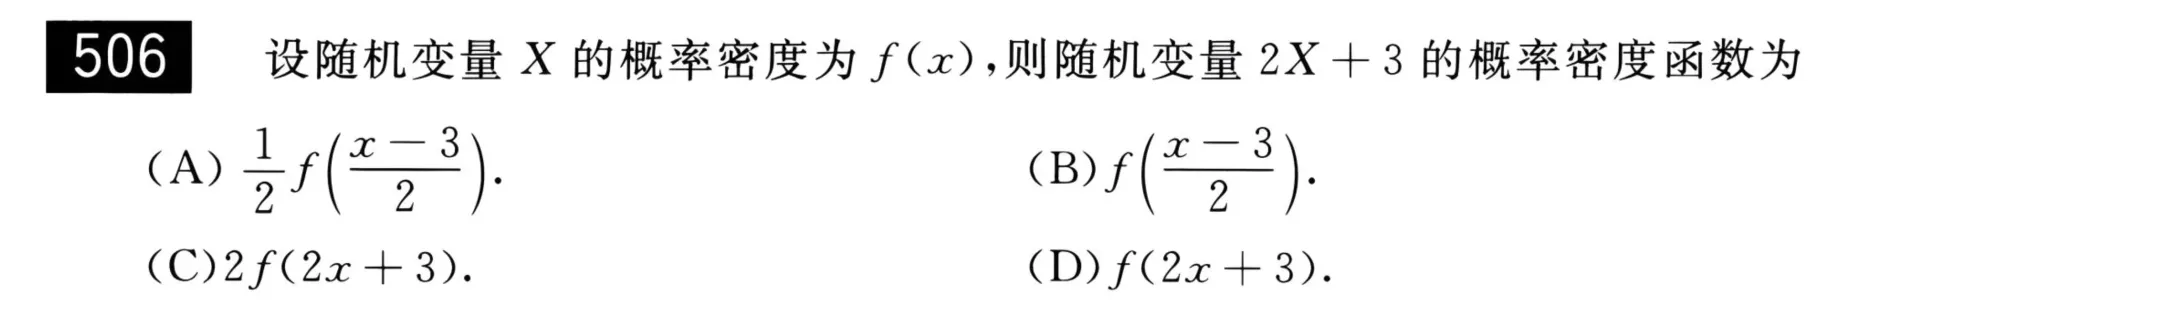 506 设随机变量 X 的概率密度为 f(x),则随机变量 2X + 3 的概率密度函数为
(A) \frac{1}{2} f\left(\frac{x-3}{2}\right). (B) f\left(\frac{x-3}{2}\right).
(C) 2f(2x + 3). (D) f(2x + 3).